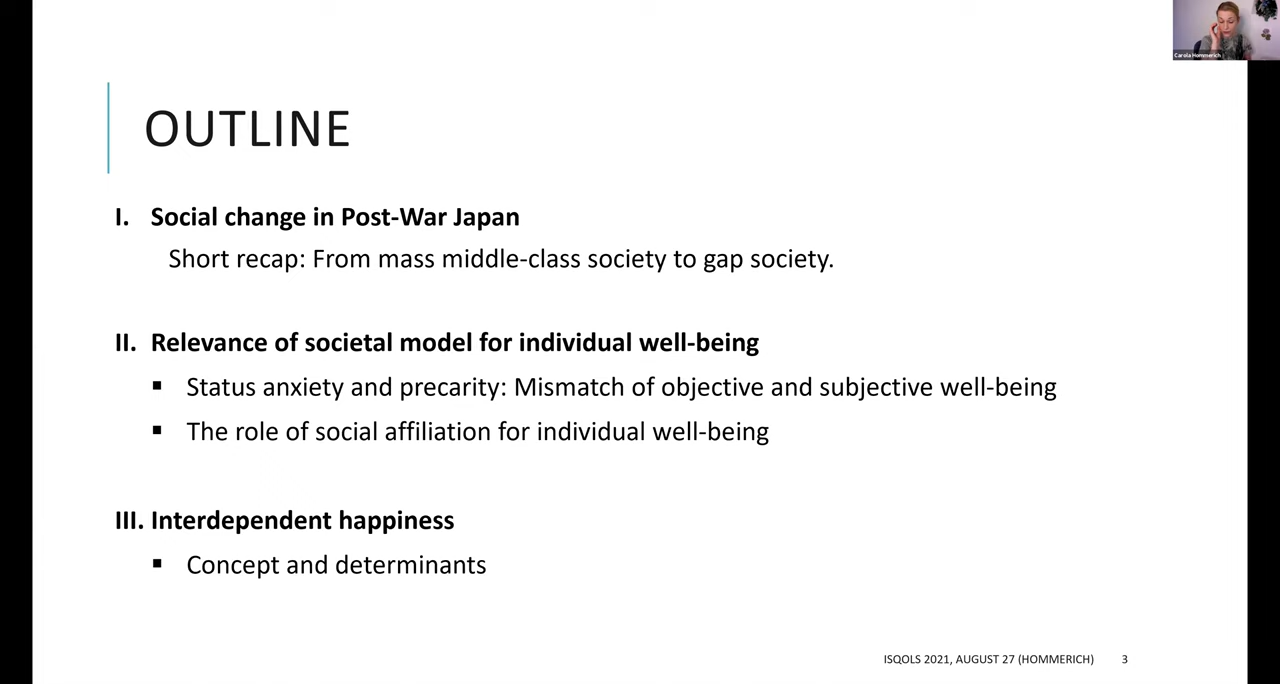 Carola Hommerich
OUTLINE
I. Social change in Post-War Japan
Short recap: From mass middle-class society to gap society.
II. Relevance of societal model for individual well-being
▪ Status anxiety and precarity: Mismatch of objective and subjective well-being
▪ The role of social affiliation for individual well-being
III. Interdependent happiness
▪ Concept and determinants
ISQOLS 2021, AUGUST 27 (HOMMERICH) 3